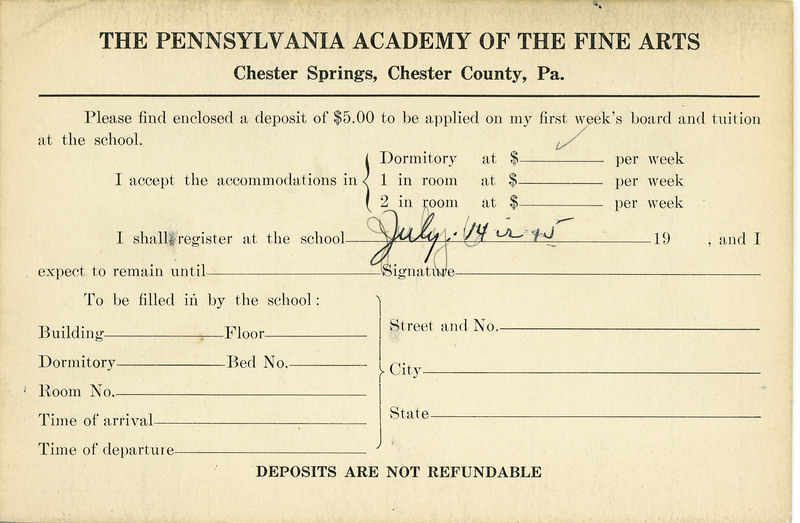 THE PENNSYLVANIA ACADEMY OF THE FINE ARTS
Chester Springs, Chester County, Pa.
Please find enclosed a deposit of $5.00 to be applied on my first week's board and tuition
at the school.
I accept the accommodations in
Dormitory at $ per week
1 in room at $ per week
2 in room at $ per week
I shall register at the school July. 14 or 15 19 , and I
expect to remain until Signature
To be filled in by the school:
Building Floor
Dormitory Bed No.
Room No.
Time of arrival
Time of departure
Street and No.
City
State
DEPOSITS ARE NOT REFUNDABLE